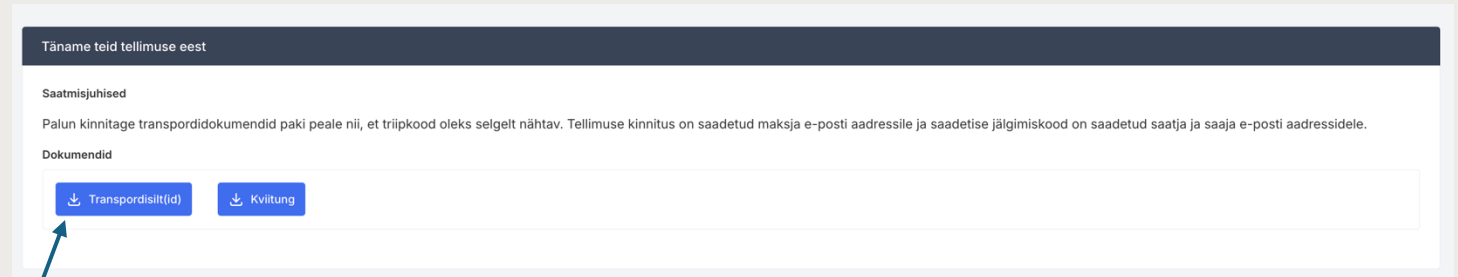 Täname teid tellimuse eest
Saatmisjuhised
Palun kinnitage transpordidokumendid paki peale nii, et triipkood oleks selgelt nähtav. Tellimuse kinnitus on saadetud maksja e-posti aadressile ja saadetise jälgimiskood on saadetud saatja ja saaja e-posti aadressidele.
Dokumendid
Transpordisilt(id)
Kviitung